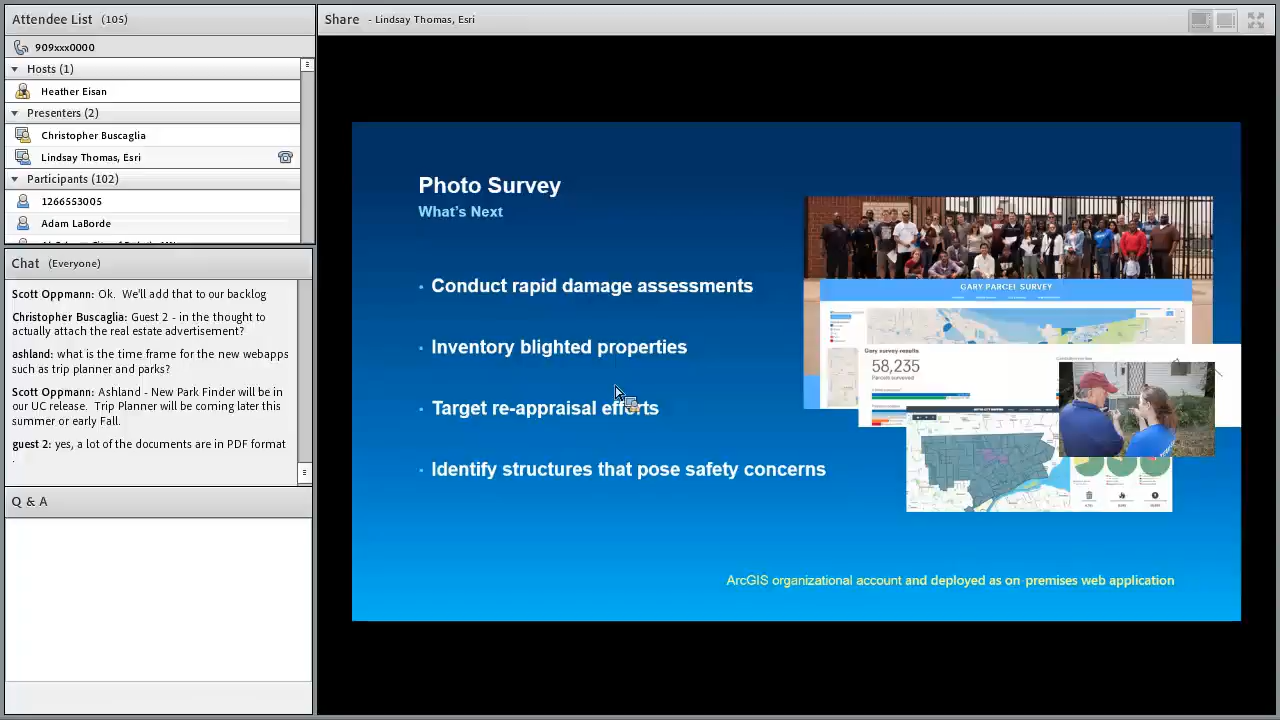 Attendee List (105)
909xxx0000
Hosts (1)
Heather Eisan
Presenters (2)
Christopher Buscaglia
Lindsay Thomas, Esri
Participants (102)
1266553005
Adam LaBorde
Chat (Everyone)
Scott Oppmann: Ok. We'll add that to our backlog
Christopher Buscaglia: Guest 2 - in the thought to
actually attach the real estate advertisement?
ashland: what is the time frame for the new webapps
such as trip planner and parks?
Scott Oppmann: Ashland - New Park Finder will be in
our UC release. Trip Planner will be coming later this
summer or early Fall.
guest 2: yes, a lot of the documents are in PDF format
.
Q & A
Share - Lindsay Thomas, Esri
Photo Survey
What's Next
• Conduct rapid damage assessments
• Inventory blighted properties
• Target re-appraisal efforts
• Identify structures that pose safety concerns
GARY PARCEL SURVEY
Gary survey results
58,235
Parcels surveyed
ArcGIS organizational account and deployed as on-premises web application